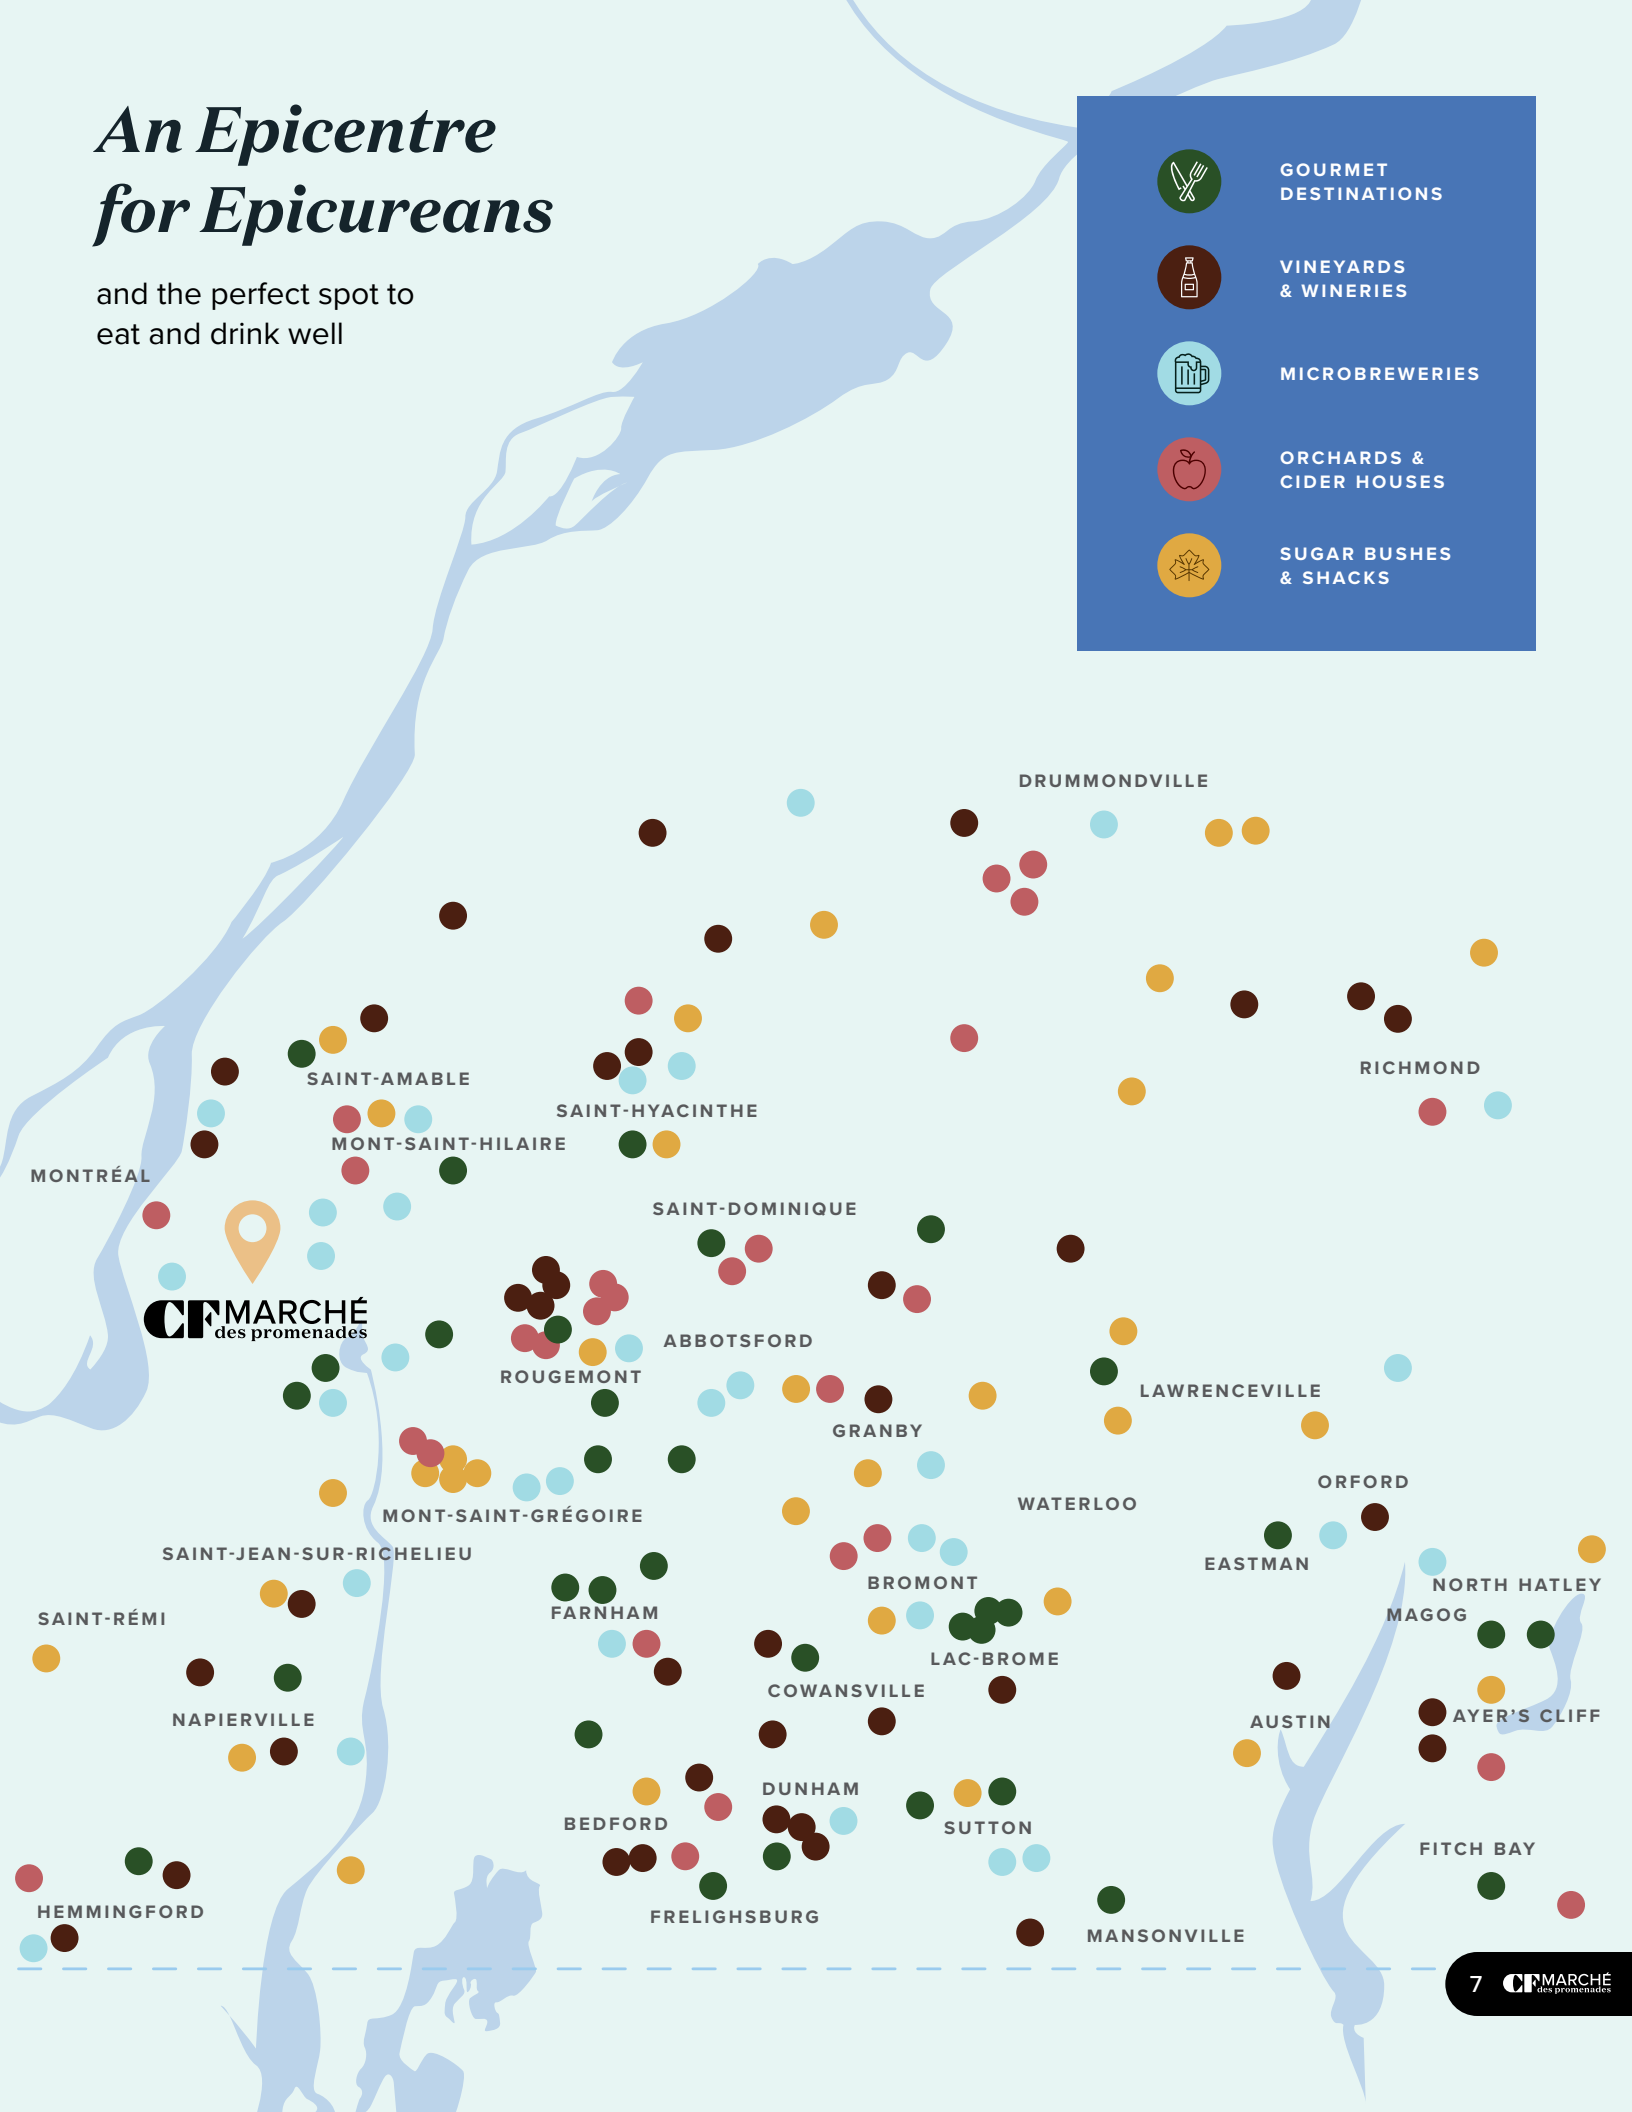 An Epicentre
for Epicureans
and the perfect spot to
eat and drink well
GOURMET
DESTINATIONS
VINEYARDS
& WINERIES
MICROBREWERIES
ORCHARDS &
CIDER HOUSES
SUGAR BUSHES
& SHACKS
DRUMMONDVILLE
RICHMOND
SAINT-AMABLE
SAINT-HYACINTHE
MONT-SAINT-HILAIRE
MONTRÉAL
SAINT-DOMINIQUE
CF MARCHÉ
des promenades
ABBOTSFORD
ROUGEMONT
LAWRENCEVILLE
GRANBY
ORFORD
WATERLOO
MONT-SAINT-GRÉGOIRE
SAINT-JEAN-SUR-RICHELIEU
EASTMAN
BROMONT
NORTH HATLEY
FARNHAM
MAGOG
SAINT-RÉMI
LAC-BROME
COWANSVILLE
AYER'S CLIFF
NAPIERVILLE
AUSTIN
DUNHAM
BEDFORD
SUTTON
FITCH BAY
HEMMINGFORD
FRELIGHSBURG
MANSONVILLE
7 CF MARCHÉ
des promenades